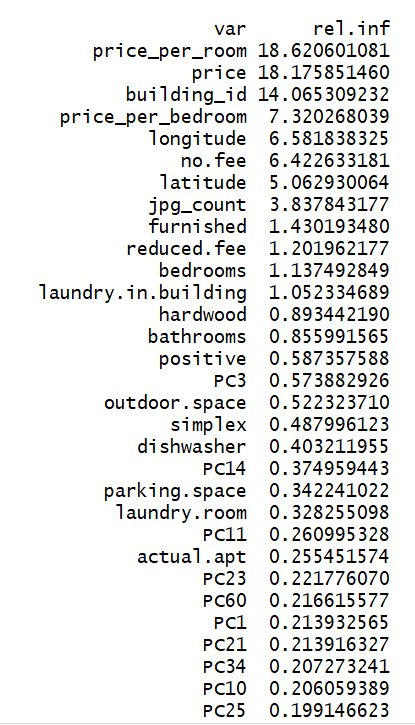 var rel.inf
price_per_room 18.620601081
price 18.175851460
building_id 14.065309232
price_per_bedroom 7.320268039
longitude 6.581838325
no.fee 6.422633181
latitude 5.062930064
jpg_count 3.837843177
furnished 1.430193480
reduced.fee 1.201962177
bedrooms 1.137492849
laundry.in.building 1.052334689
hardwood 0.893442190
bathrooms 0.855991565
positive 0.587357588
PC3 0.573882926
outdoor.space 0.522323710
simplex 0.487996123
dishwasher 0.403211955
PC14 0.374959443
parking.space 0.342241022
laundry.room 0.328255098
PC11 0.260995328
actual.apt 0.255451574
PC23 0.221776070
PC60 0.216615577
PC1 0.213932565
PC21 0.213916327
PC34 0.207273241
PC10 0.206059389
PC25 0.199146623